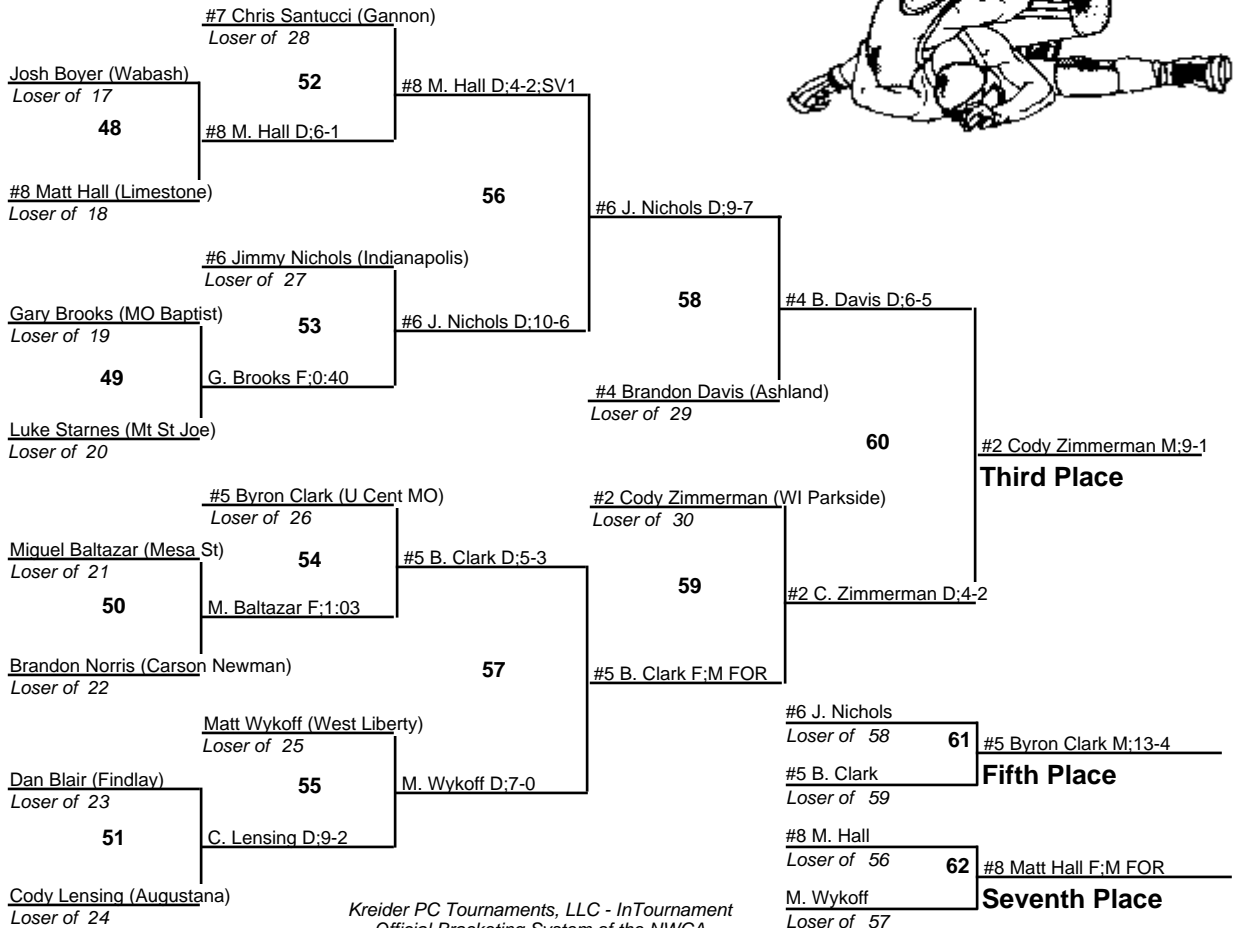 #7 Chris Santucci (Gannon)
Loser of 28
Josh Boyer (Wabash)
Loser of 17
52
#8 M. Hall D;4-2;SV1
48
#8 M. Hall D;6-1
#8 Matt Hall (Limestone)
Loser of 18
56
#6 J. Nichols D;9-7
#6 Jimmy Nichols (Indianapolis)
Loser of 27
Gary Brooks (MO Baptist)
Loser of 19
53
#6 J. Nichols D;10-6
58
#4 B. Davis D;6-5
49
G. Brooks F;0:40
#4 Brandon Davis (Ashland)
Loser of 29
Luke Starnes (Mt St Joe)
Loser of 20
60
#2 Cody Zimmerman M;9-1
Third Place
#5 Byron Clark (U Cent MO)
Loser of 26
#2 Cody Zimmerman (WI Parkside)
Loser of 30
Miguel Baltazar (Mesa St)
Loser of 21
54
#5 B. Clark D;5-3
59
#2 C. Zimmerman D;4-2
50
M. Baltazar F;1:03
Brandon Norris (Carson Newman)
Loser of 22
57
#5 B. Clark F;M FOR
Matt Wykoff (West Liberty)
Loser of 25
#6 J. Nichols
Loser of 58
61
#5 Byron Clark M;13-4
Fifth Place
#5 B. Clark
Loser of 59
Dan Blair (Findlay)
Loser of 23
55
M. Wykoff D;7-0
51
C. Lensing D;9-2
#8 M. Hall
Loser of 56
62
#8 Matt Hall F;M FOR
Seventh Place
M. Wykoff
Loser of 57
Cody Lensing (Augustana)
Loser of 24
Kreider PC Tournaments, LLC - InTournament
Official Bracketing System of the NWCA